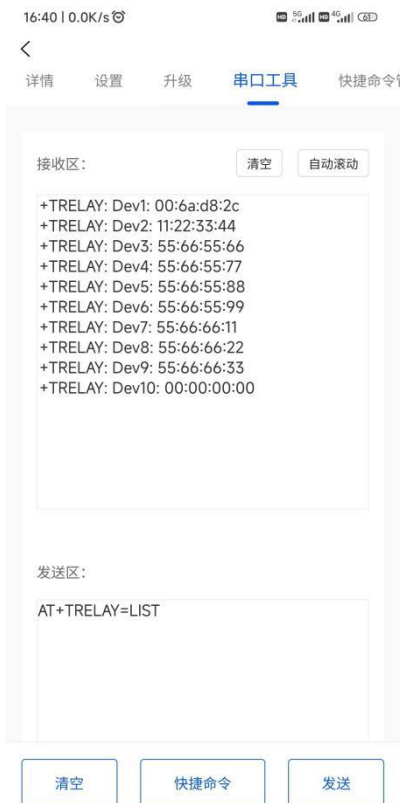 16:40 | 0.0K/s
HD 5G HD 4G 60
详情 设置 升级 串口工具 快捷命令
接收区： 清空 自动滚动
+TRELAY: Dev1: 00:6a:d8:2c
+TRELAY: Dev2: 11:22:33:44
+TRELAY: Dev3: 55:66:55:66
+TRELAY: Dev4: 55:66:55:77
+TRELAY: Dev5: 55:66:55:88
+TRELAY: Dev6: 55:66:55:99
+TRELAY: Dev7: 55:66:66:11
+TRELAY: Dev8: 55:66:66:22
+TRELAY: Dev9: 55:66:66:33
+TRELAY: Dev10: 00:00:00:00
发送区：
AT+TRELAY=LIST
清空 快捷命令 发送